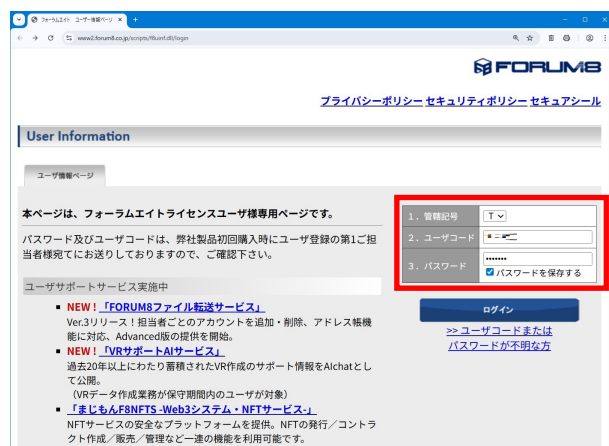 フォーラムエイト ユーザー情報ページ
www2.forum8.co.jp/scripts/f8uinf.dll/login
FORUM8
プライバシーポリシー セキュリティポリシー セキュアシール
User Information
ユーザ情報ページ
本ページは、フォーラムエイトライセンスユーザ様専用ページです。
パスワード及びユーザコードは、弊社製品初回購入時にユーザ登録の第1ご担
当者様宛てにお送りしておりますので、ご確認下さい。
1. 管轄記号
T
2. ユーザコード
3. パスワード
•••••••
パスワードを保存する
ログイン
>> ユーザコードまたは
パスワードが不明な方
ユーザサポートサービス実施中
■ NEW！「FORUM8ファイル転送サービス」
Ver.3リリース！担当者ごとのアカウントを追加・削除、アドレス帳機
能に対応、Advanced版の提供を開始。
■ NEW！「VRサポートAIサービス」
過去20年以上にわたり蓄積されたVR作成のサポート情報をAIchatとし
て公開。
（VRデータ作成業務が保守期間内のユーザが対象）
■ 「まじもんF8NFTS -Web3システム・NFTサービス-」
NFTサービスの安全なプラットフォームを提供。NFTの発行／コントラ
クト作成／販売／管理など一連の機能を利用可能です。